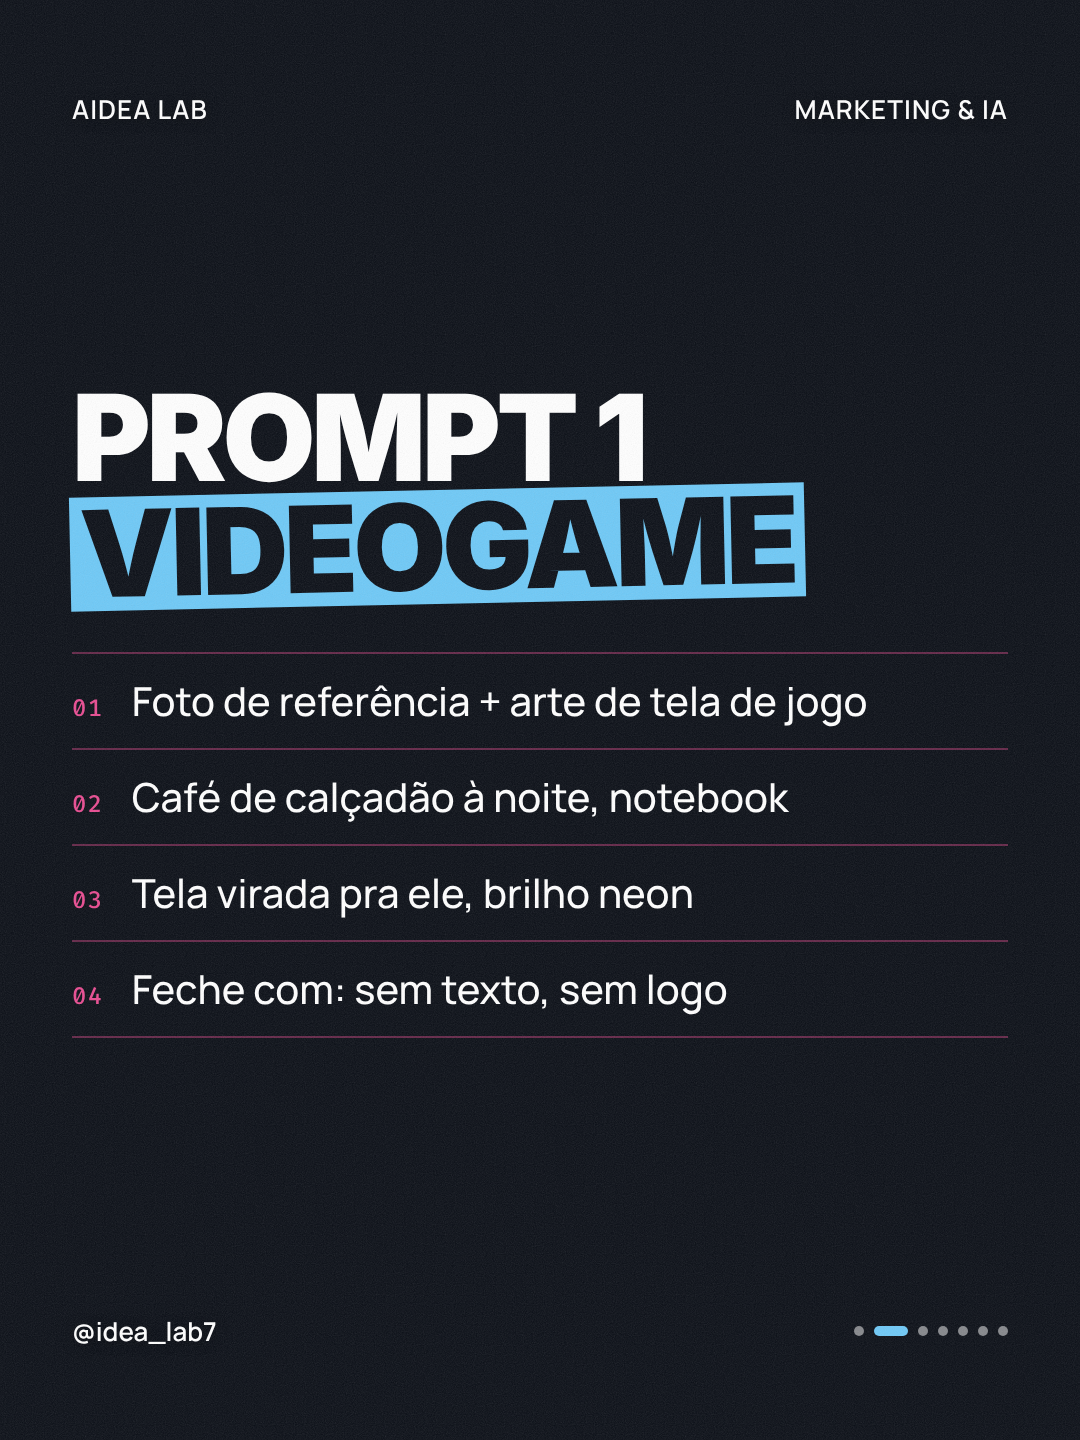 AIDEA LAB
MARKETING & IA
PROMPT 1
VIDEOGAME
01 Foto de referência + arte de tela de jogo
02 Café de calçadão à noite, notebook
03 Tela virada pra ele, brilho neon
04 Feche com: sem texto, sem logo
@idea_lab7